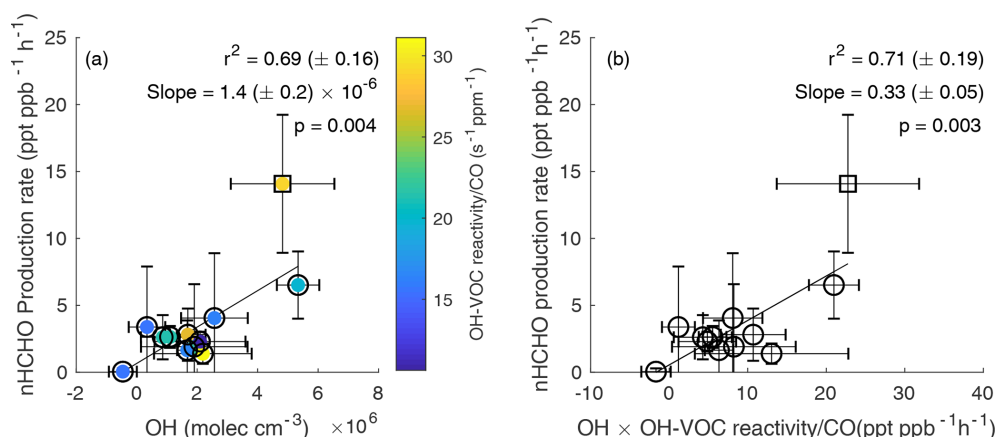 (a)
r² = 0.69 (± 0.16)
Slope = 1.4 (± 0.2) × 10⁻⁶
p = 0.004
25
20
15
10
5
0
-2
0
2
4
6
8
×10⁶
OH (molec cm⁻³)
nHCHO Production rate (ppt ppb⁻¹ h⁻¹)
30
25
20
15
OH-VOC reactivity/CO (s⁻¹ppm⁻¹)
(b)
r² = 0.71 (± 0.19)
Slope = 0.33 (± 0.05)
p = 0.003
25
20
15
10
5
0
-10
0
10
20
30
40
OH × OH-VOC reactivity/CO(ppt ppb⁻¹h⁻¹)
nHCHO production rate (ppt ppb⁻¹h⁻¹)